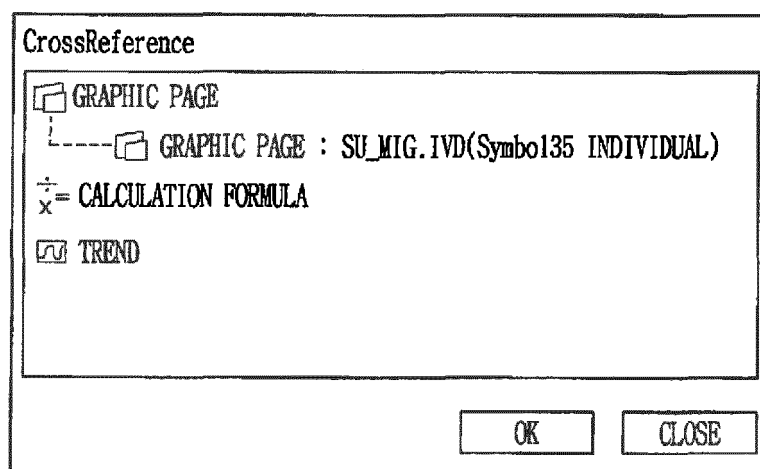 CrossReference
GRAPHIC PAGE
GRAPHIC PAGE : SU_MIG.IVD(Symbol35 INDIVIDUAL)
÷x= CALCULATION FORMULA
TREND
OK CLOSE